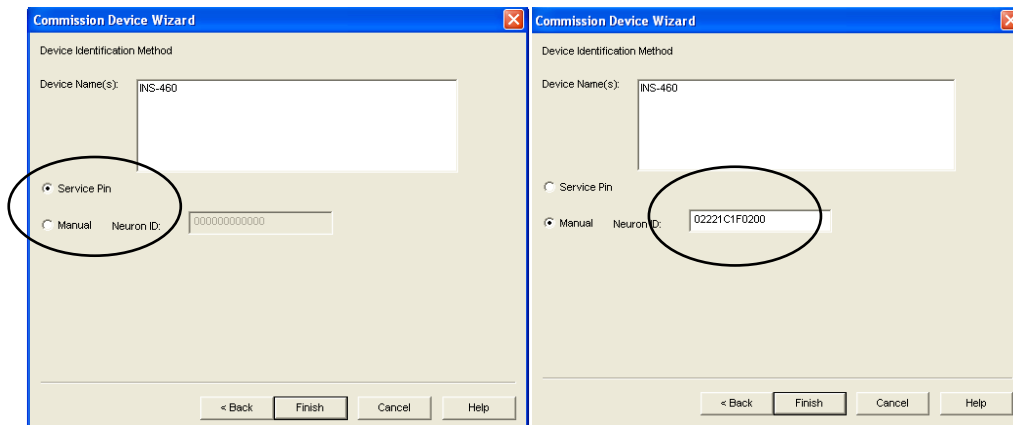 Commission Device Wizard
Device Identification Method
Device Name(s):
INS-460
Service Pin
Manual Neuron ID: 000000000000
< Back Finish Cancel Help
Commission Device Wizard
Device Identification Method
Device Name(s):
INS-460
Service Pin
Manual Neuron ID: 02221C1F0200
< Back Finish Cancel Help